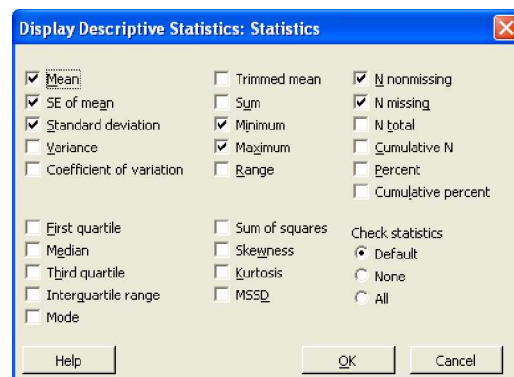 Display Descriptive Statistics: Statistics
Mean
SE of mean
Standard deviation
Variance
Coefficient of variation
Trimmed mean
Sum
Minimum
Maximum
Range
N nonmissing
N missing
N total
Cumulative N
Percent
Cumulative percent
First quartile
Median
Third quartile
Interquartile range
Mode
Sum of squares
Skewness
Kurtosis
MSSD
Check statistics
Default
None
All
Help
OK
Cancel